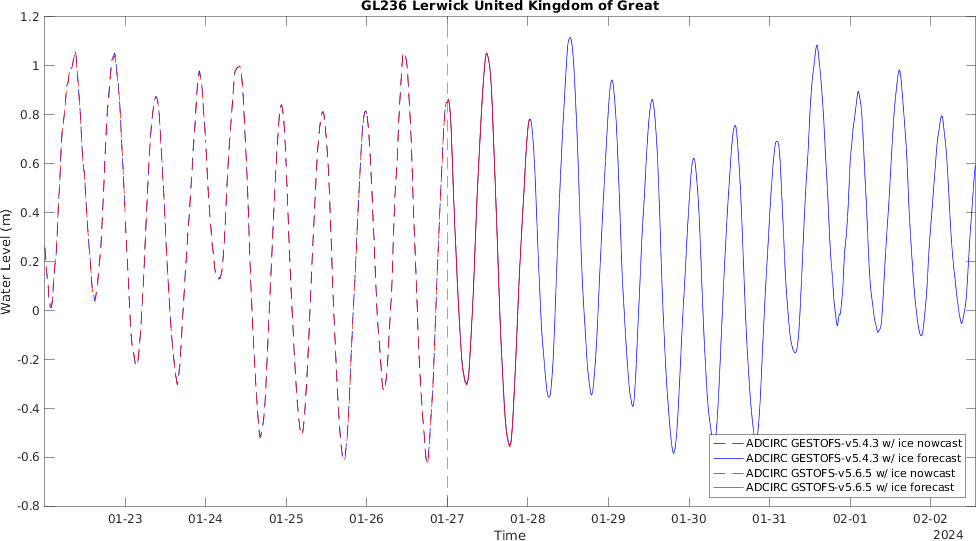 GL236 Lerwick United Kingdom of Great
1.2
1
0.8
0.6
0.4
0.2
0
-0.2
-0.4
-0.6
-0.8
Water Level (m)
01-23 01-24 01-25 01-26 01-27 01-28 01-29 01-30 01-31 02-01 02-02
2024
Time
ADCIRC GESTOFS-v5.4.3 w/ ice nowcast
ADCIRC GESTOFS-v5.4.3 w/ ice forecast
ADCIRC GSTOFS-v5.6.5 w/ ice nowcast
ADCIRC GSTOFS-v5.6.5 w/ ice forecast